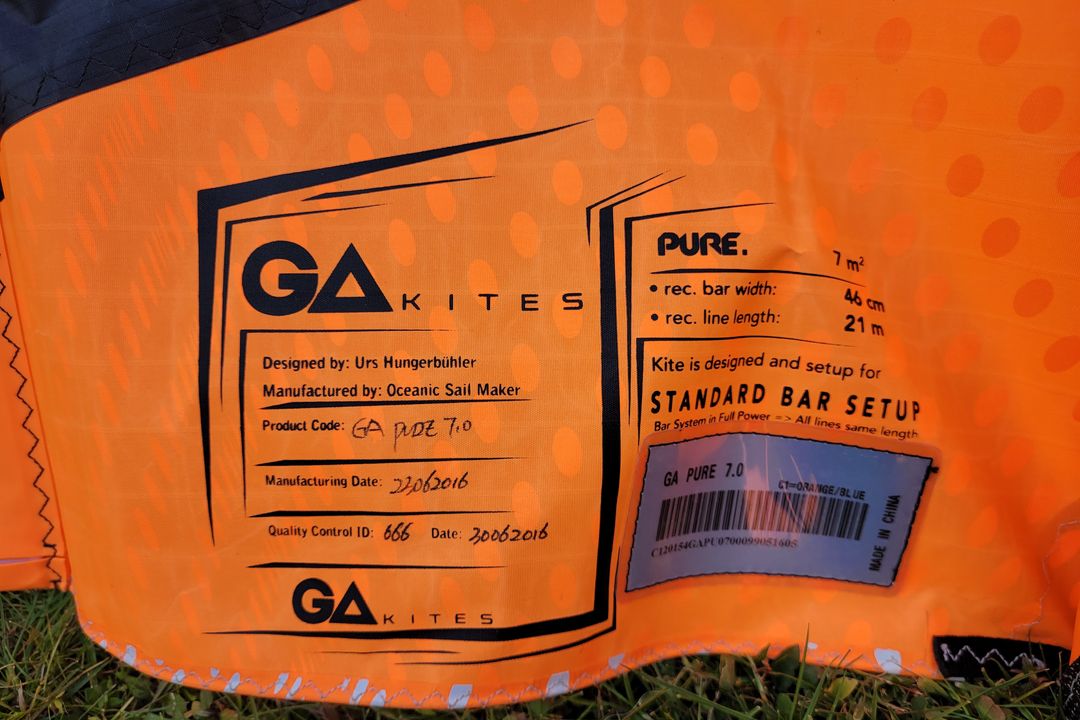 GA KITES
Designed by: Urs Hungerbühler
Manufactured by: Oceanic Sail Maker
Product Code: GA PURE 7.0
Manufacturing Date: 22062016
Quality Control ID: 666 Date: 30062016
GA KITES
PURE.
7 m²
• rec. bar width: 46 cm
• rec. line length: 21 m
Kite is designed and setup for
STANDARD BAR SETUP
Bar System in Full Power => All lines same length
GA PURE 7.0
C1=ORANGE/BLUE
C120154GAPU0700099051605
MADE IN CHINA